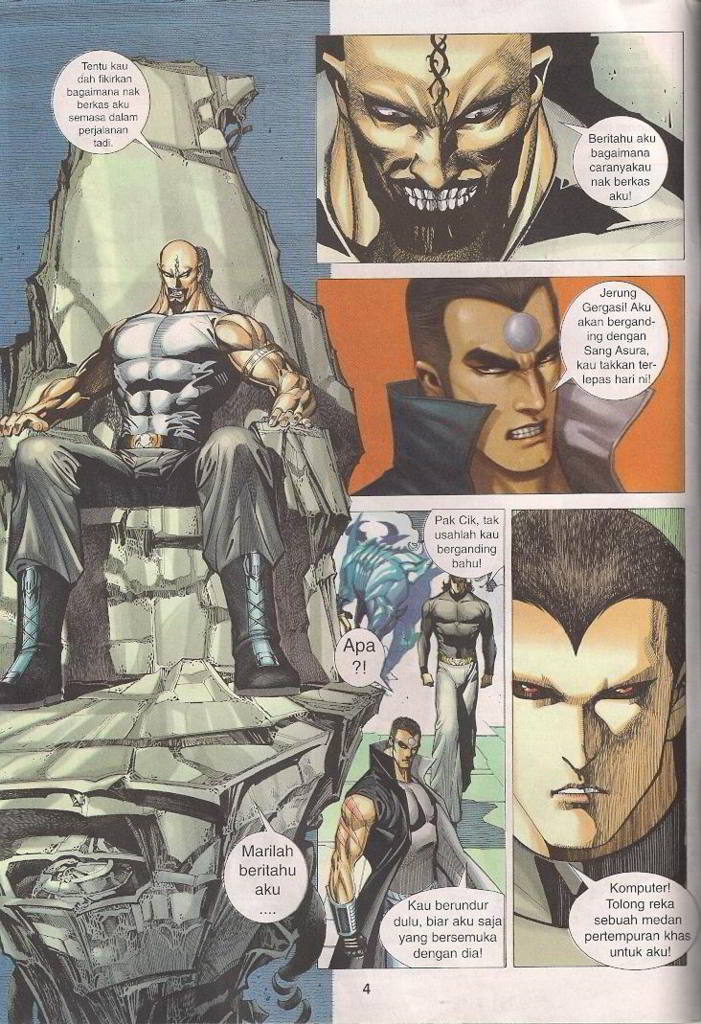 Tentu kau
dah fikirkan
bagaimana nak
berkas aku
semasa dalam
perjalanan
tadi.
Marilah
beritahu
aku
....
Beritahu aku
bagaimana
caranyakau
nak berkas
aku!
Jerung
Gergasi! Aku
akan bergand-
ing dengan
Sang Asura,
kau takkan ter-
lepas hari ni!
Pak Cik, tak
usahlah kau
berganding
bahu!
Apa
?!
Kau berundur
dulu, biar aku saja
yang bersemuka
dengan dia!
Komputer!
Tolong reka
sebuah medan
pertempuran khas
untuk aku!
4